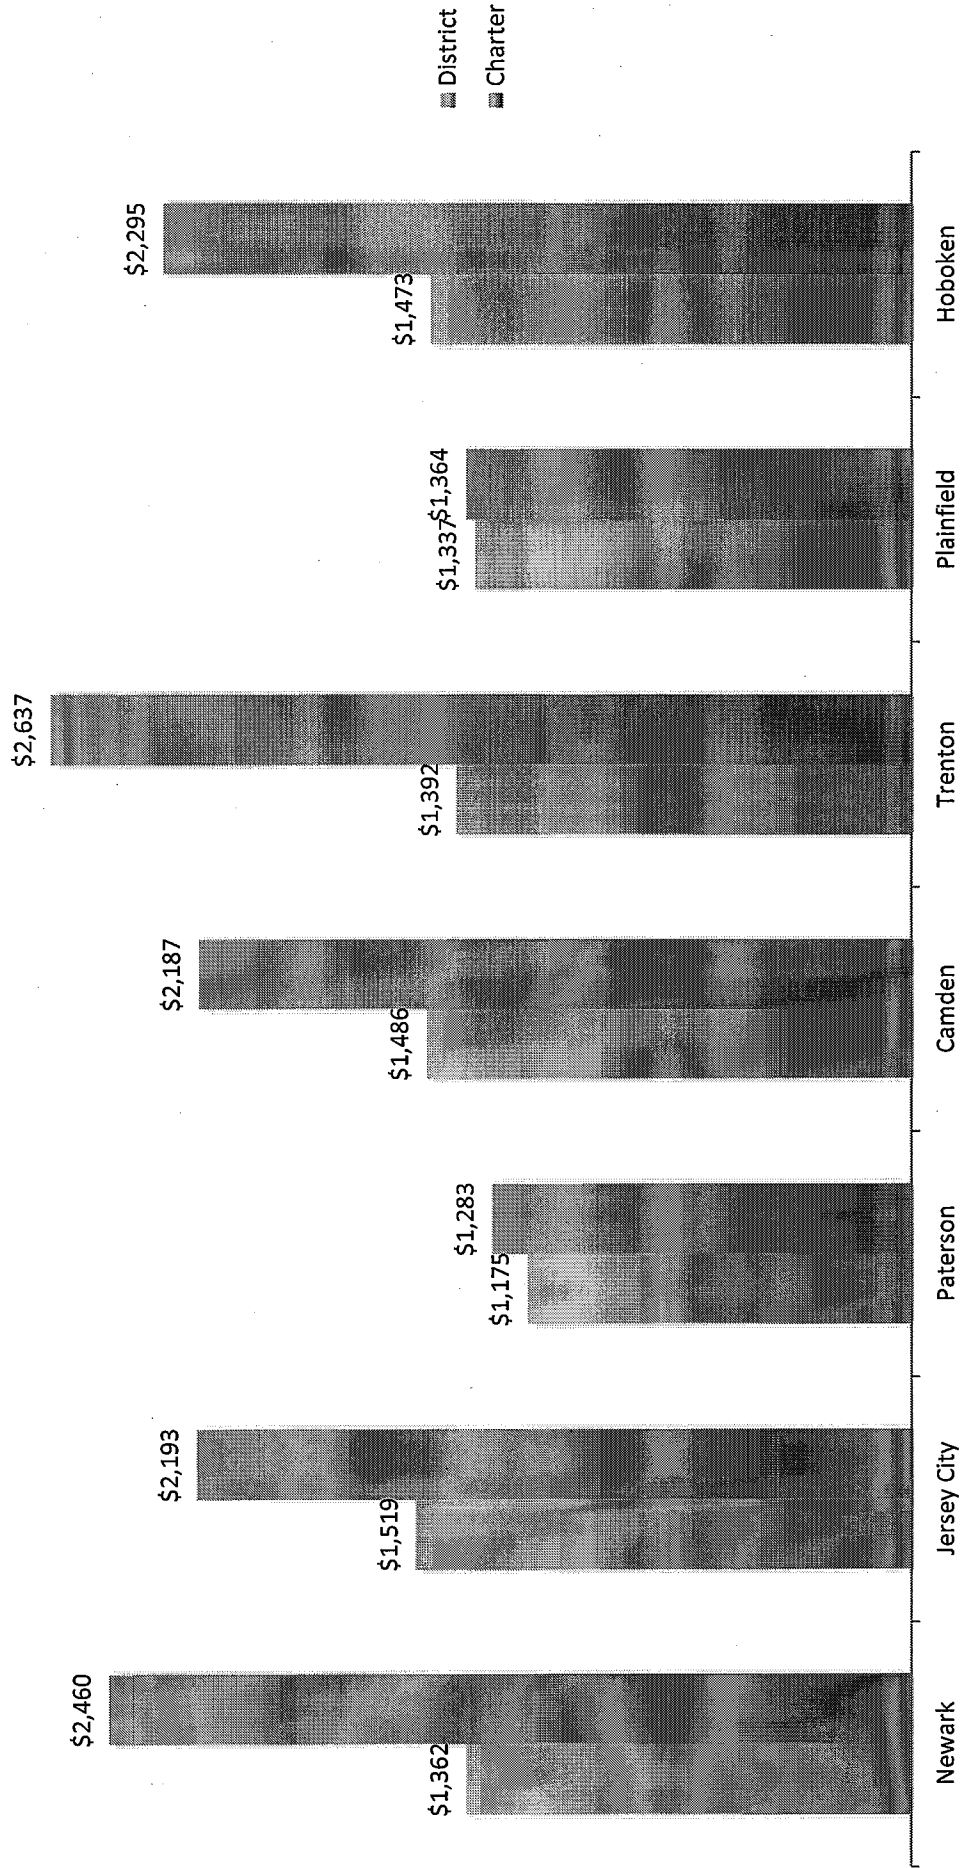 $2,460
$1,362
Newark
$2,193
$1,519
Jersey City
$1,283
$1,175
Paterson
$2,187
$1,486
Camden
$2,637
$1,392
Trenton
$1,364
$1,337
Plainfield
$2,295
$1,473
Hoboken
District
Charter